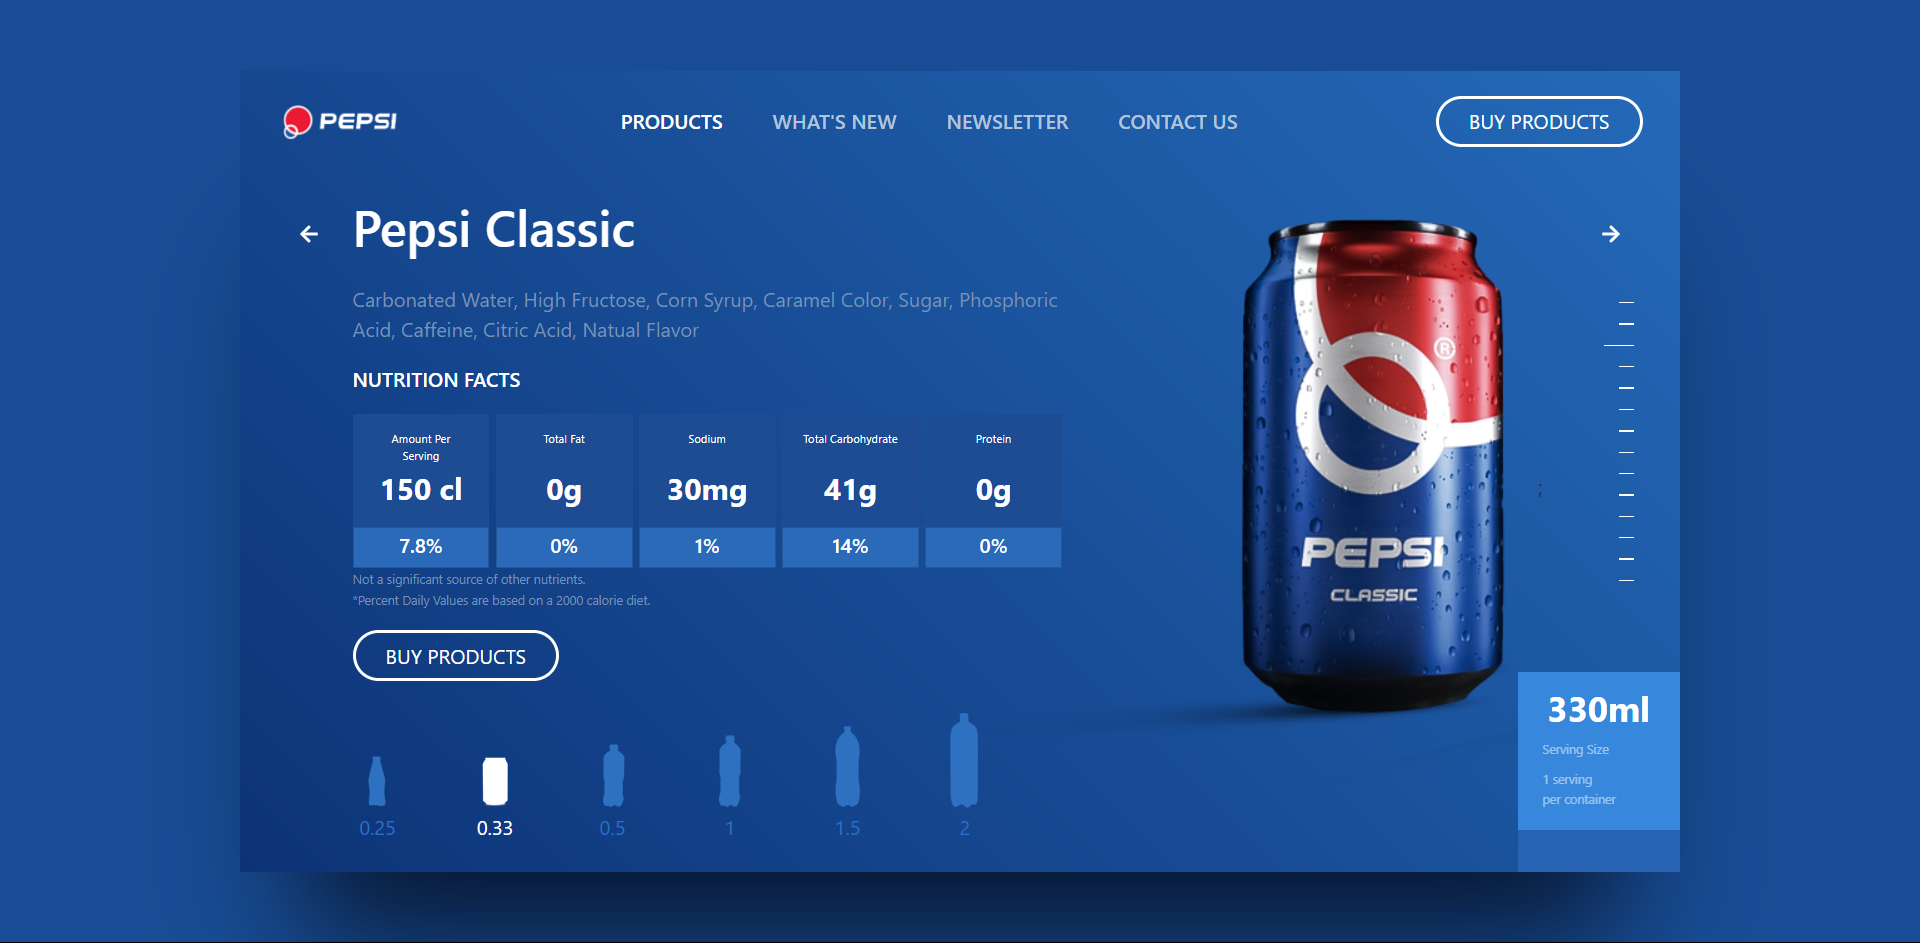 PEPSI
PRODUCTS
WHAT'S NEW
NEWSLETTER
CONTACT US
BUY PRODUCTS
Pepsi Classic
Carbonated Water, High Fructose, Corn Syrup, Caramel Color, Sugar, Phosphoric
Acid, Caffeine, Citric Acid, Natual Flavor
NUTRITION FACTS
Amount Per
Serving
150 cl
7.8%
Total Fat
0g
0%
Sodium
30mg
1%
Total Carbohydrate
41g
14%
Protein
0g
0%
Not a significant source of other nutrients.
*Percent Daily Values are based on a 2000 calorie diet.
BUY PRODUCTS
0.25
0.33
0.5
1
1.5
2
®
PEPSI
CLASSIC
;
330ml
Serving Size
1 serving
per container